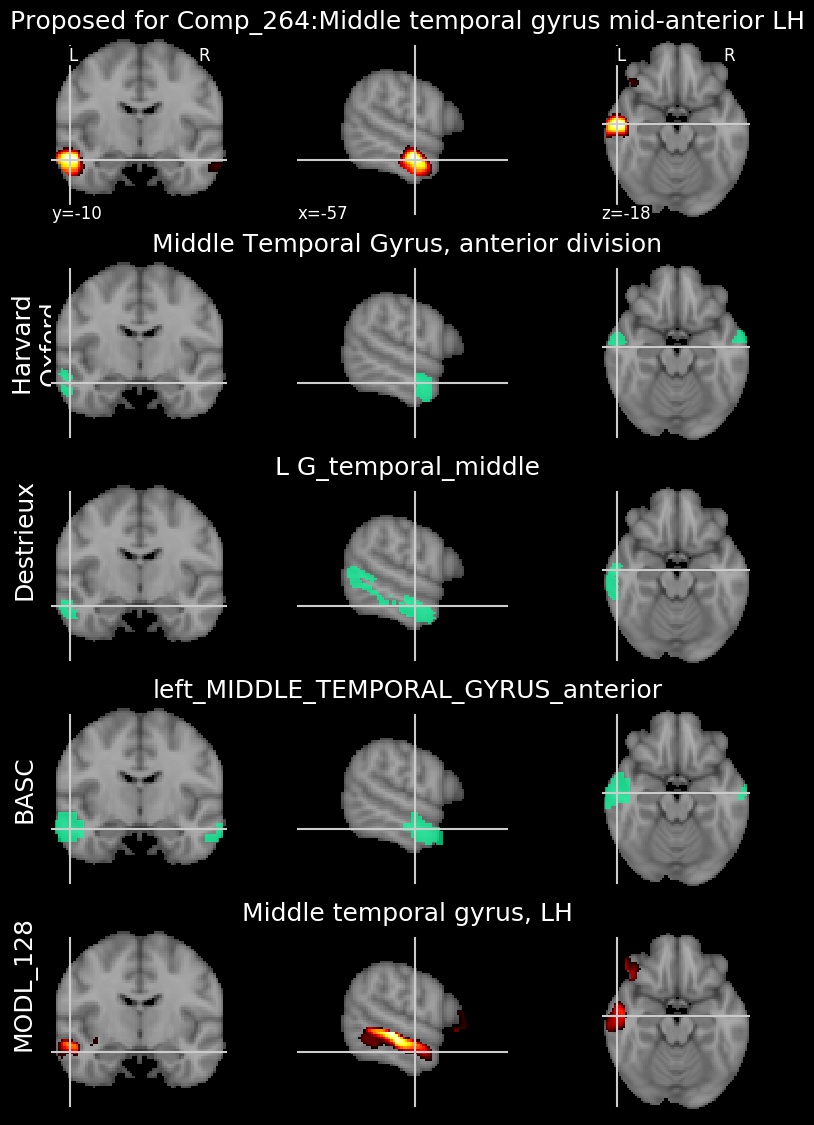 Proposed for Comp_264:Middle temporal gyrus mid-anterior LH
L R
L R
y=-10
x=-57
z=-18
Middle Temporal Gyrus, anterior division
Harvard
Oxford
L G_temporal_middle
Destrieux
left_MIDDLE_TEMPORAL_GYRUS_anterior
BASC
Middle temporal gyrus, LH
MODL_128